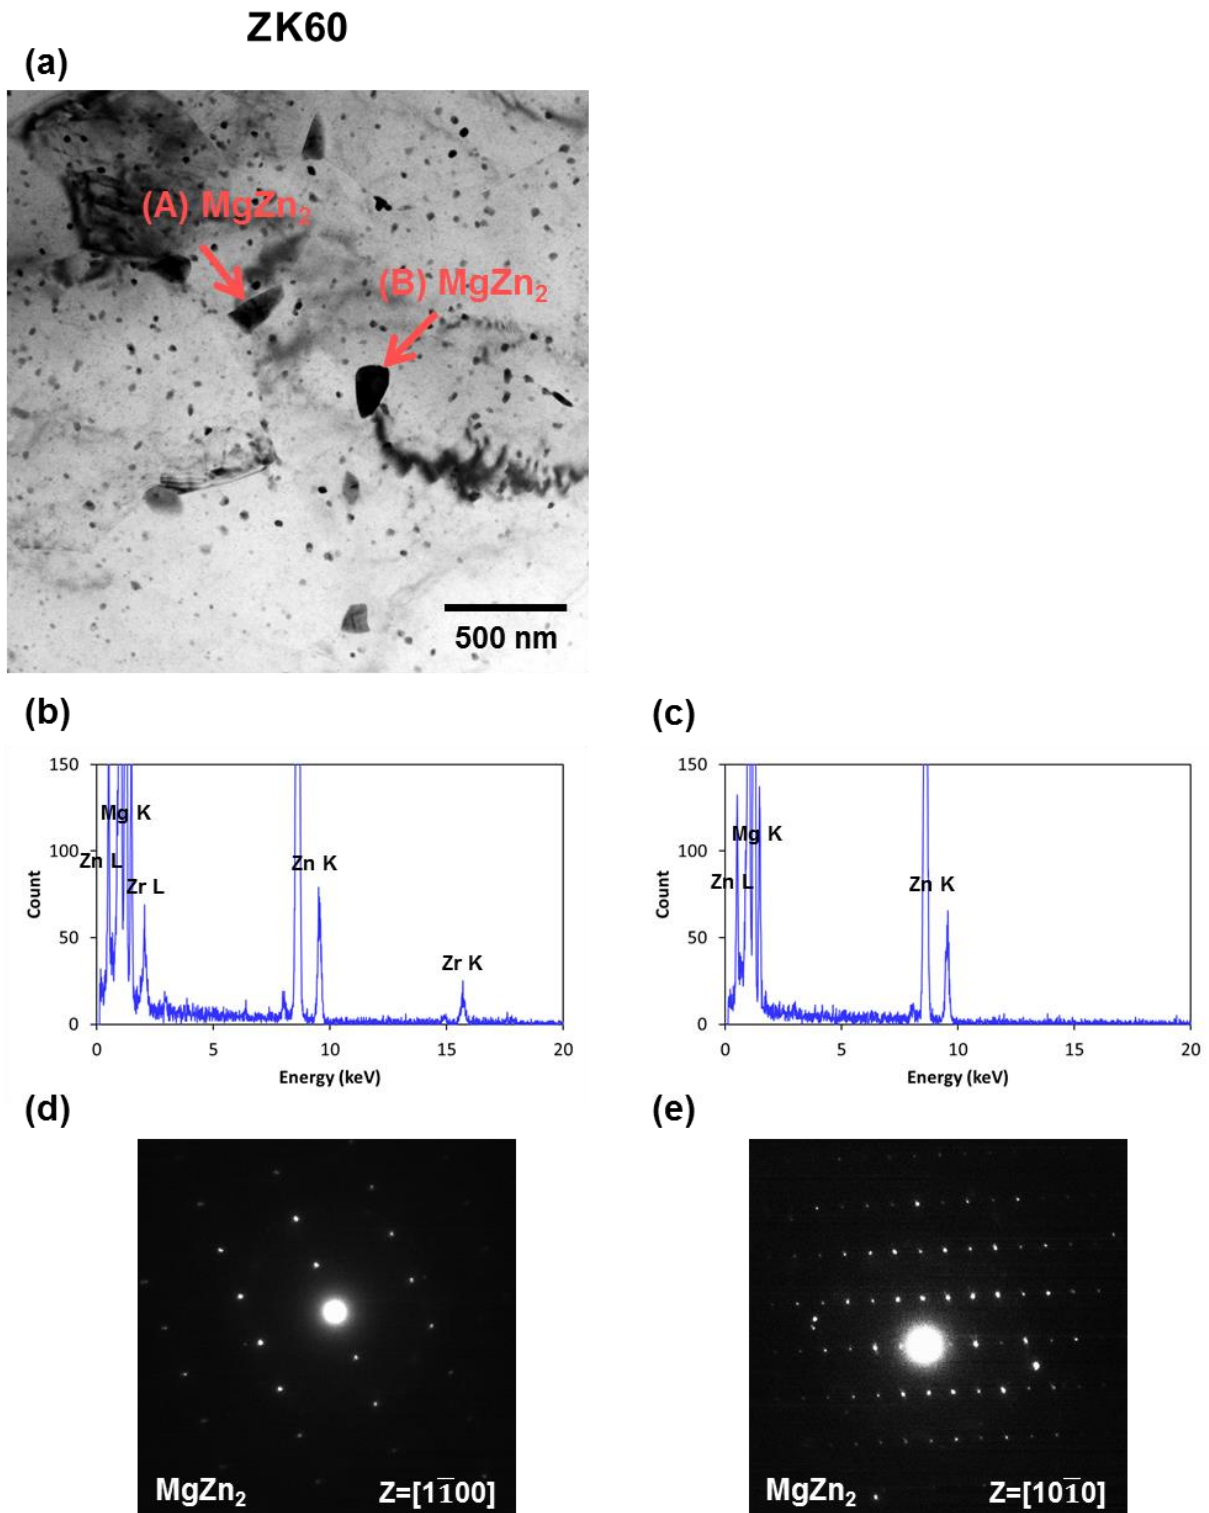 ZK60
(a)
(A) MgZn₂
(B) MgZn₂
500 nm
(b)
150
100
50
0
Count
Zn L
Mg K
Zr L
Zn K
Zr K
0 5 10 15 20
Energy (keV)
(c)
150
100
50
0
Count
Zn L
Mg K
Zn K
0 5 10 15 20
Energy (keV)
(d)
MgZn₂ Z=[11̅00]
(e)
MgZn₂ Z=[101̅0]